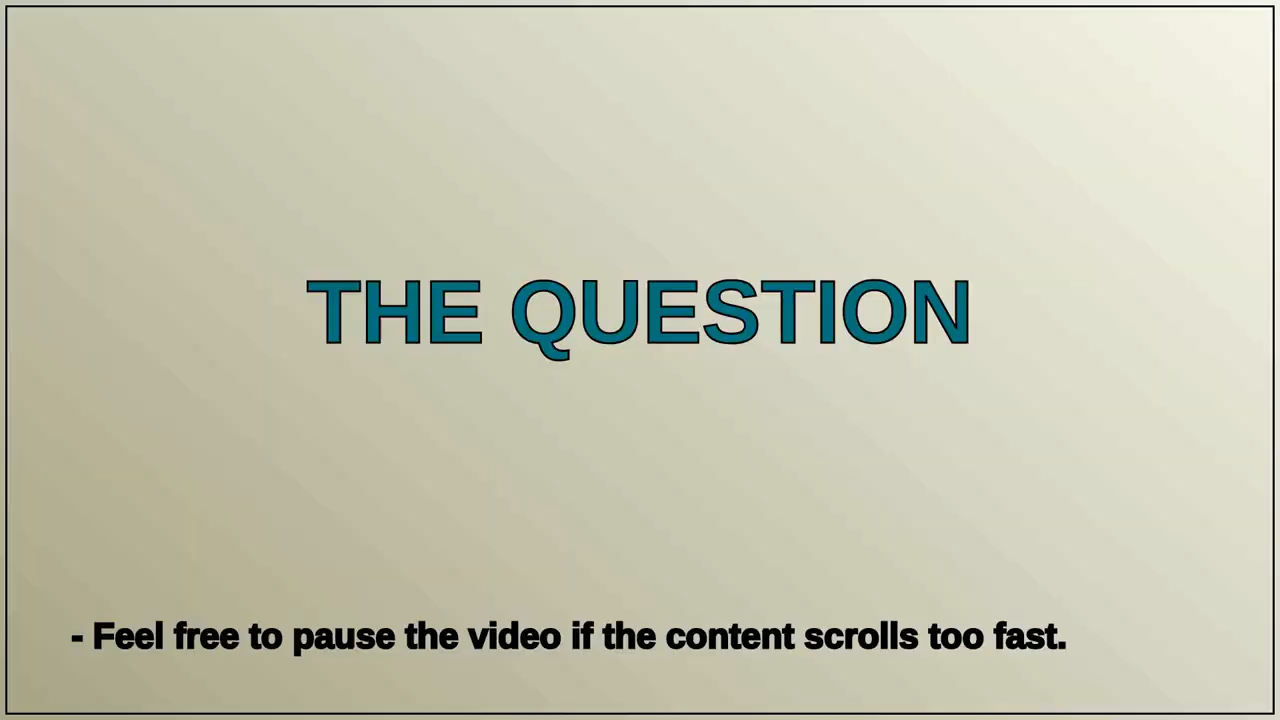 THE QUESTION
- Feel free to pause the video if the content scrolls too fast.